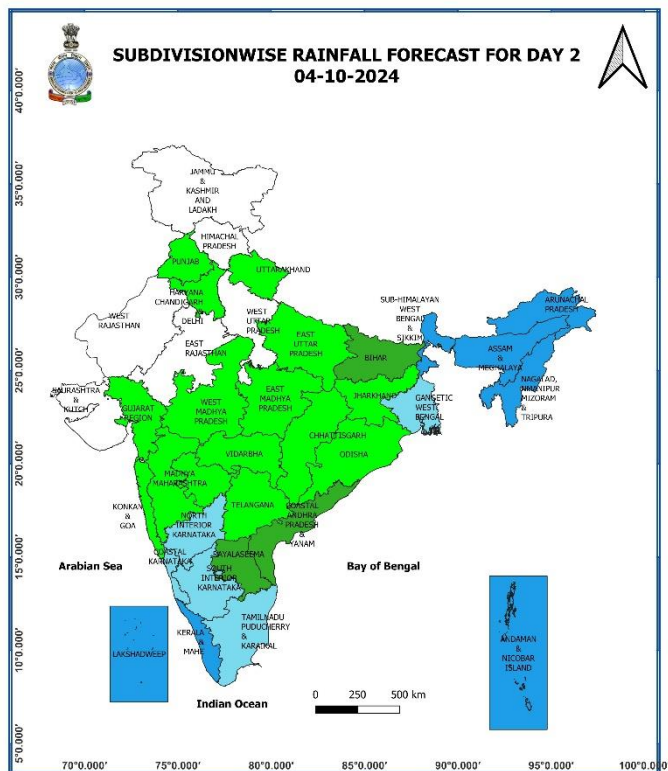 SUBDIVISIONWISE RAINFALL FORECAST FOR DAY 2
04-10-2024
40°0.000'
35°0.000'
30°0.000'
25°0.000'
20°0.000'
15°0.000'
10°0.000'
5°0.000'
JAMMU
&
KASHMIR
AND
LADAKH
HIMACHAL
PRADESH
PUNJAB
UTTARAKHAND
HARYANA
CHANDIGARH
DELHI
WEST
RAJASTHAN
EAST
RAJASTHAN
WEST
UTTAR
PRADESH
EAST
UTTAR
PRADESH
SUB-HIMALAYAN
WEST
BENGAL
&
SIKKIM
ARUNACHAL
PRADESH
ASSAM
&
MEGHALAYA
NAGALAD,
MANIPUR
MIZORAM
&
TRIPURA
BIHAR
JHARKHAND
GANGETIC
WEST
BENGAL
SAURASHTRA
&
KUTCH
GUJARAT
REGION
WEST
MADHYA
PRADESH
EAST
MADHYA
PRADESH
CHHATTISGARH
ODISHA
VIDARBHA
MADHYA
MAHARASHTRA
KONKAN
&
GOA
TELANGANA
COASTAL
ANDHRA
PRADESH
&
YANAM
NORTH
INTERIOR
KARNATAKA
COASTAL
KARNATAKA
RAYALASEEMA
SOUTH
INTERIOR
KARNATAKA
TAMILNADU
PUDUCHERRY
&
KARAIKAL
KERALA
&
MAHE
LAKSHADWEEP
ANDAMAN
&
NICOBAR
ISLAND
Arabian Sea
Bay of Bengal
Indian Ocean
0 250 500 km
70°0.000' 75°0.000' 80°0.000' 85°0.000' 90°0.000' 95°0.000'